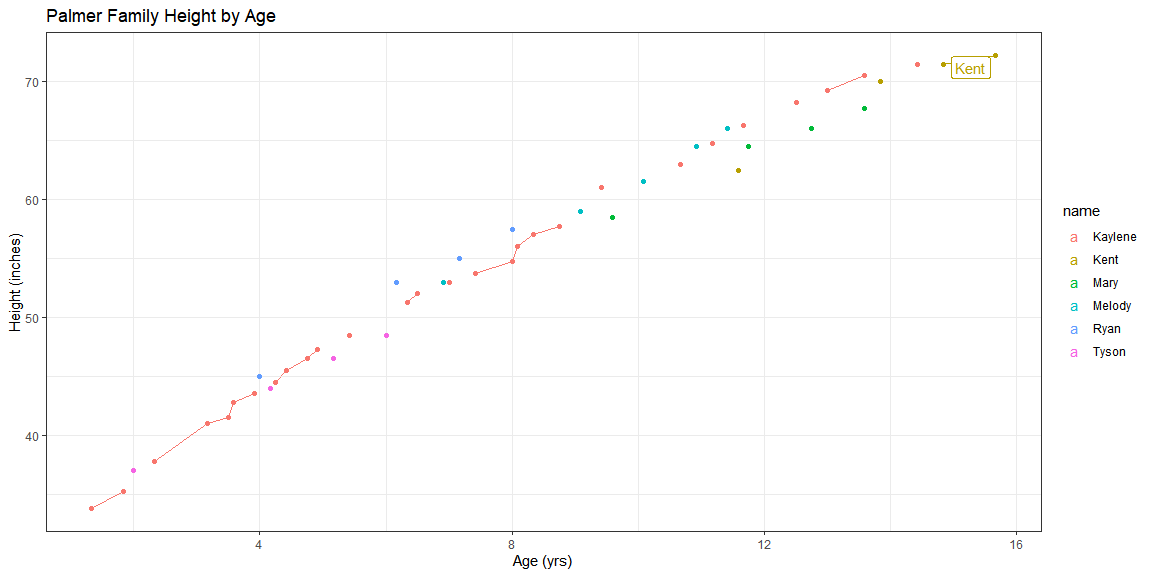 Palmer Family Height by Age
Height (inches)
70
60
50
40
Kent
4
8
12
16
Age (yrs)
name
a Kaylene
a Kent
a Mary
a Melody
a Ryan
a Tyson